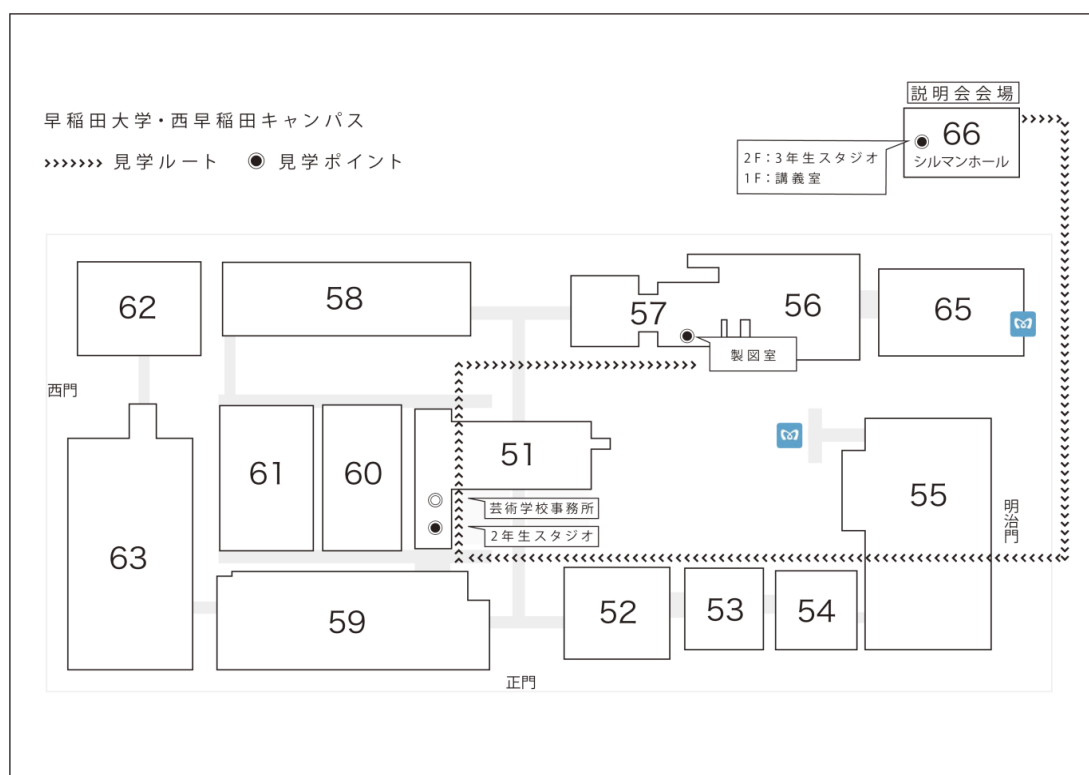 説明会会場
早稲田大学・西早稲田キャンパス
66
シルマンホール
見学ルート
見学ポイント
2F:3年生スタジオ
1F:講義室
62
58
57
56
65
製図室
西門
61
60
51
55
明治門
芸術学校事務所
2年生スタジオ
63
59
52
53
54
正門